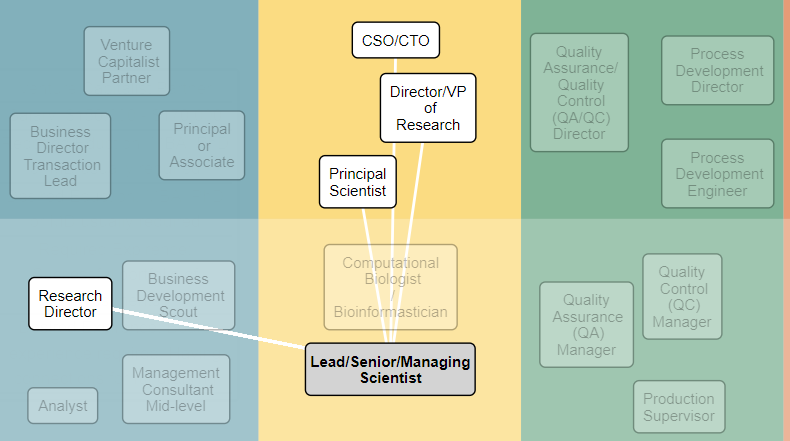 Venture
Capitalist
Partner
Business
Director
Transaction
Lead
Principal
or
Associate
CSO/CTO
Director/VP
of
Research
Principal
Scientist
Quality
Assurance/
Quality
Control
(QA/QC)
Director
Process
Development
Director
Process
Development
Engineer
Research
Director
Business
Development
Scout
Analyst
Management
Consultant
Mid-level
Computational
Biologist
/
Bioinformastician
Lead/Senior/Managing
Scientist
Quality
Assurance
(QA)
Manager
Quality
Control
(QC)
Manager
Production
Supervisor